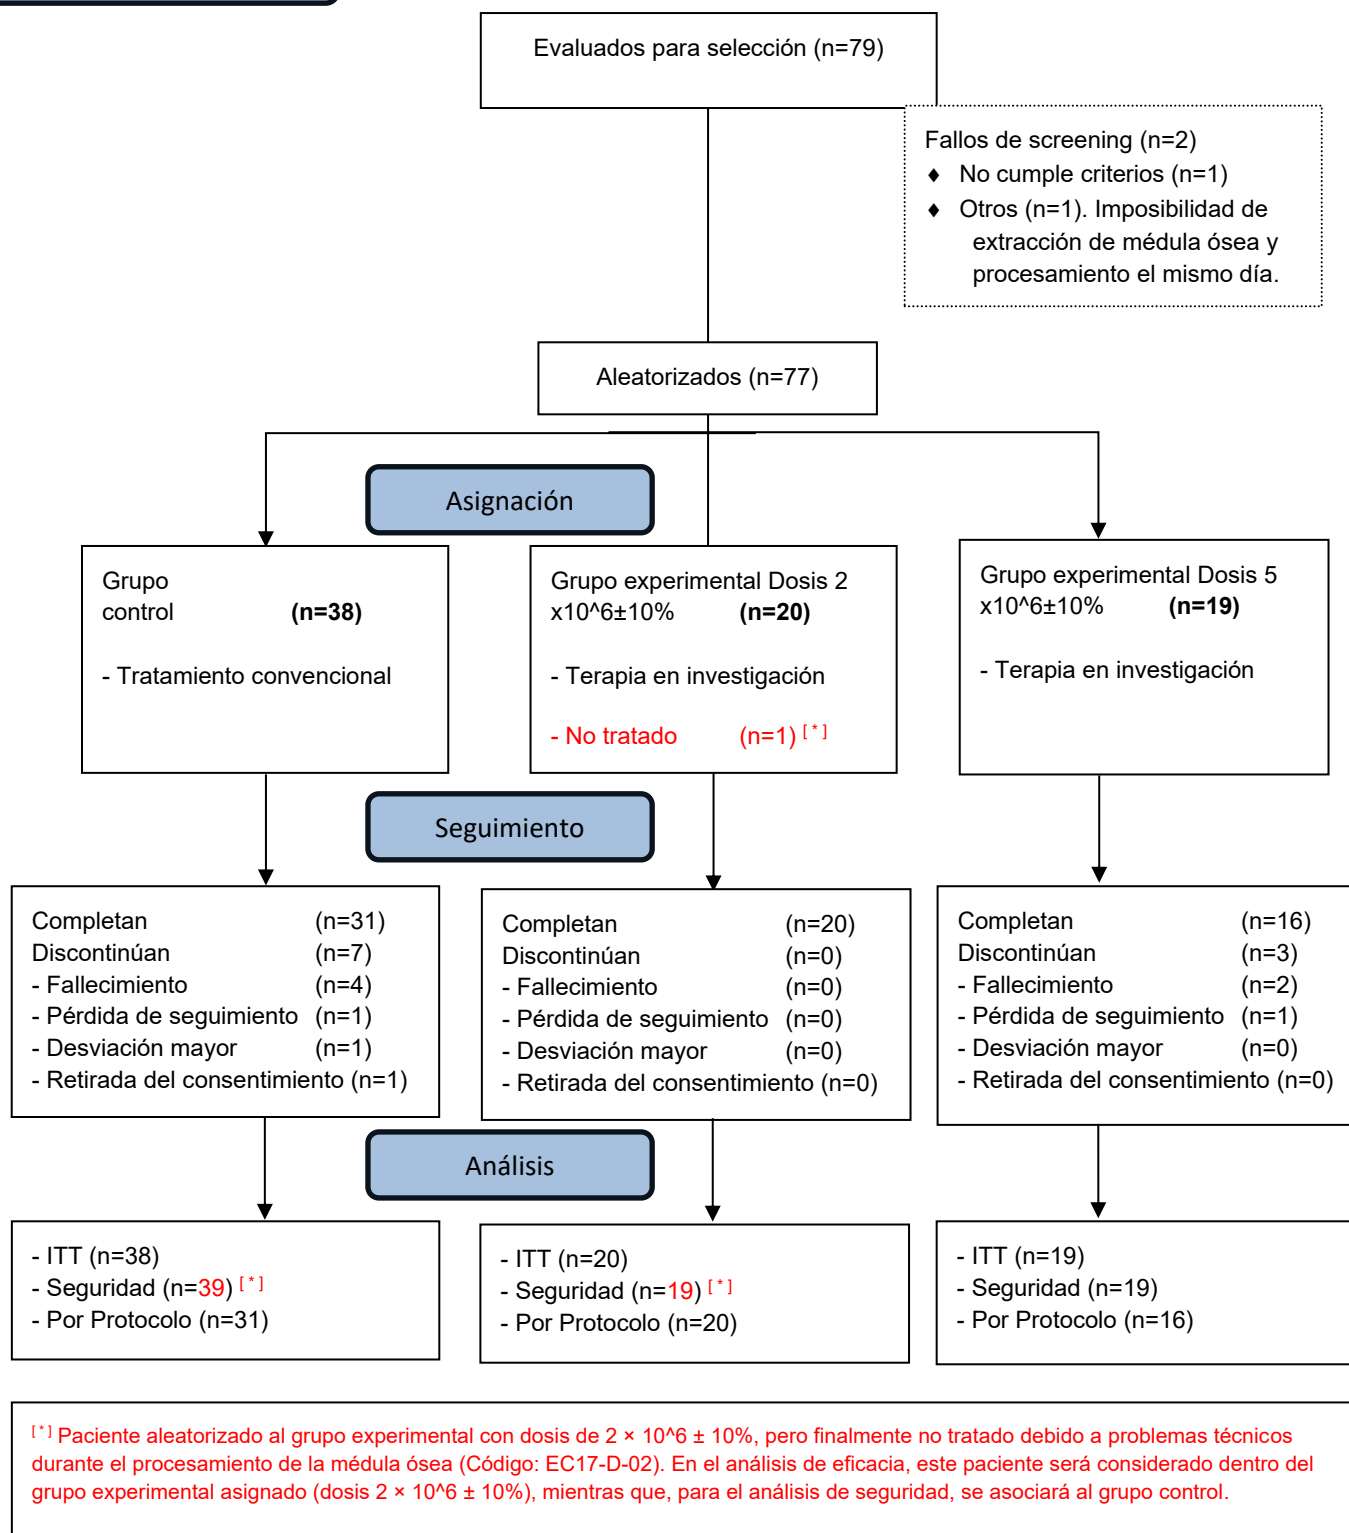 Evaluados para selección (n=79)
Fallos de screening (n=2)
♦ No cumple criterios (n=1)
♦ Otros (n=1). Imposibilidad de
extracción de médula ósea y
procesamiento el mismo día.
Aleatorizados (n=77)
Asignación
Grupo
control (n=38)
- Tratamiento convencional
Grupo experimental Dosis 2
x10^6±10% (n=20)
- Terapia en investigación
- No tratado (n=1) [*]
Grupo experimental Dosis 5
x10^6±10% (n=19)
- Terapia en investigación
Seguimiento
Completan (n=31)
Discontinúan (n=7)
- Fallecimiento (n=4)
- Pérdida de seguimiento (n=1)
- Desviación mayor (n=1)
- Retirada del consentimiento (n=1)
Completan (n=20)
Discontinúan (n=0)
- Fallecimiento (n=0)
- Pérdida de seguimiento (n=0)
- Desviación mayor (n=0)
- Retirada del consentimiento (n=0)
Completan (n=16)
Discontinúan (n=3)
- Fallecimiento (n=2)
- Pérdida de seguimiento (n=1)
- Desviación mayor (n=0)
- Retirada del consentimiento (n=0)
Análisis
- ITT (n=38)
- Seguridad (n=39) [*]
- Por Protocolo (n=31)
- ITT (n=20)
- Seguridad (n=19) [*]
- Por Protocolo (n=20)
- ITT (n=19)
- Seguridad (n=19)
- Por Protocolo (n=16)
[*] Paciente aleatorizado al grupo experimental con dosis de 2 × 10^6 ± 10%, pero finalmente no tratado debido a problemas técnicos
durante el procesamiento de la médula ósea (Código: EC17-D-02). En el análisis de eficacia, este paciente será considerado dentro del
grupo experimental asignado (dosis 2 × 10^6 ± 10%), mientras que, para el análisis de seguridad, se asociará al grupo control.